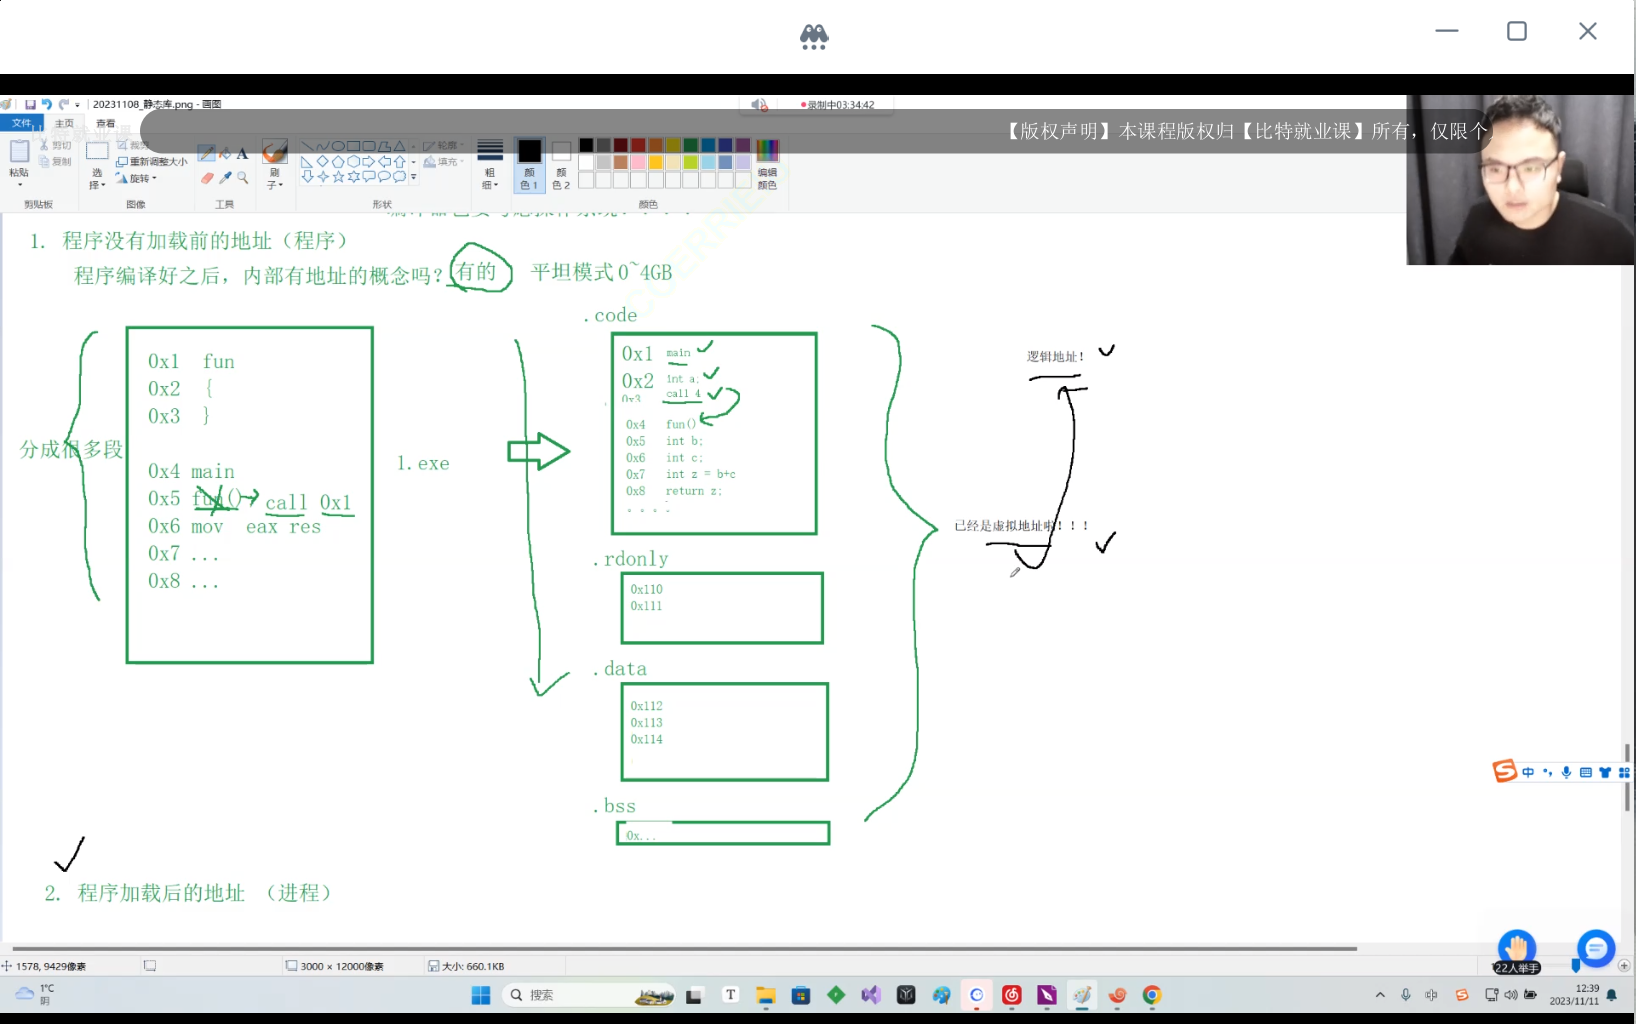 20231108_静态库.png - 画图
录制中03:34:42
文件 主页 查看
【版权声明】本课程版权归【比特就业课】所有，仅限个
粘贴
剪切
复制
剪贴板
选择
裁剪
重新调整大小
旋转
图像
A
工具
刷子
轮廓
填充
形状
粗细
颜色 1
颜色 2
编辑颜色
颜色
1. 程序没有加载前的地址（程序）
程序编译好之后，内部有地址的概念吗？有的 平坦模式0~4GB
分成很多段
0x1 fun
0x2 {
0x3 }
0x4 main
0x5 fun() call 0x1
0x6 mov eax res
0x7 ...
0x8 ...
1.exe
.code
0x1 main
0x2 int a;
0x3 call 4
0x4 fun()
0x5 int b;
0x6 int c;
0x7 int z = b+c
0x8 return z;
. . . .
.rdonly
0x110
0x111
.data
0x112
0x113
0x114
.bss
0x...
逻辑地址！
已经是虚拟地址啦！！！
2. 程序加载后的地址 （进程）
中
22人举手
1578, 9429像素
3000 × 12000像素
大小: 660.1KB
1°C
阴
搜索
T
中
12:39
2023/11/11